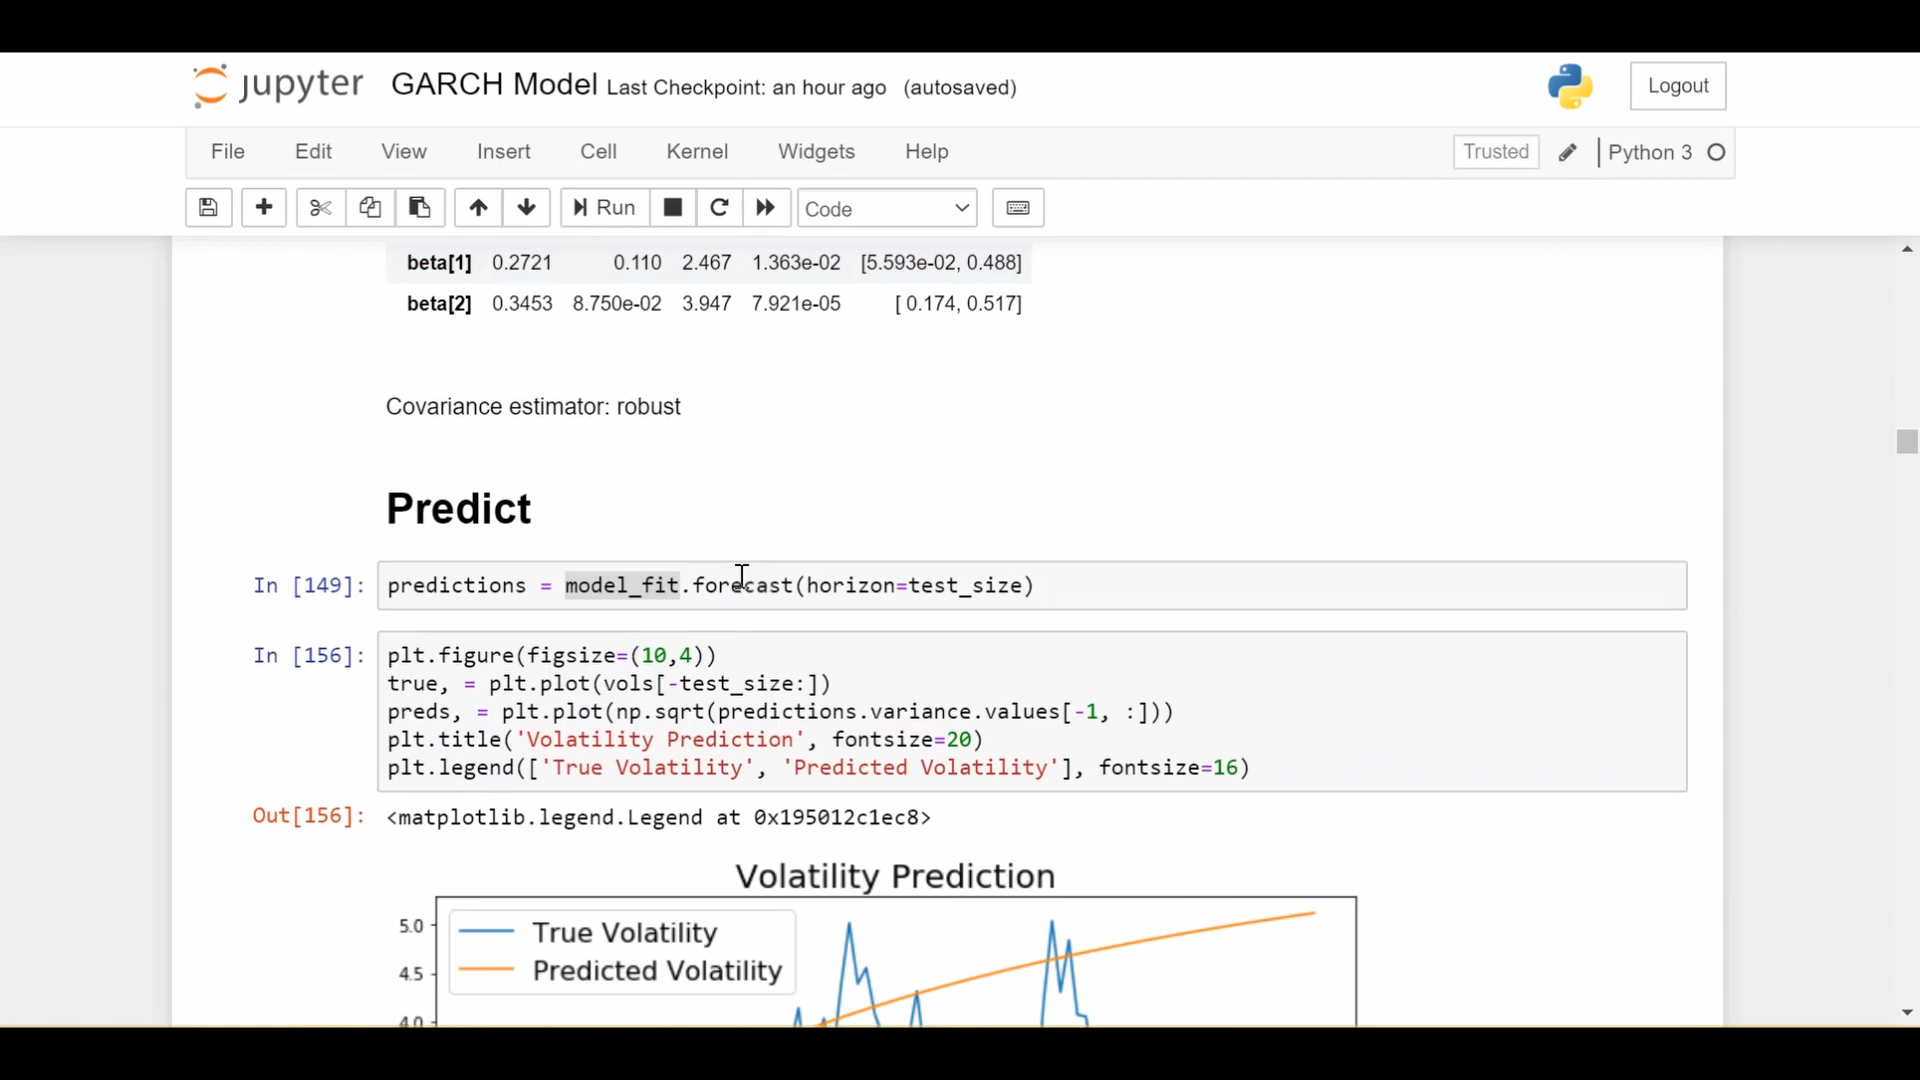 jupyter GARCH Model Last Checkpoint: an hour ago (autosaved) Logout
File Edit View Insert Cell Kernel Widgets Help Trusted Python 3
Run Code
beta[1] 0.2721 0.110 2.467 1.363e-02 [5.593e-02, 0.488]
beta[2] 0.3453 8.750e-02 3.947 7.921e-05 [ 0.174, 0.517]
Covariance estimator: robust
Predict
In [149]: predictions = model_fit.forecast(horizon=test_size)
In [156]: plt.figure(figsize=(10,4))
true, = plt.plot(vols[-test_size:])
preds, = plt.plot(np.sqrt(predictions.variance.values[-1, :]))
plt.title('Volatility Prediction', fontsize=20)
plt.legend(['True Volatility', 'Predicted Volatility'], fontsize=16)
Out[156]: <matplotlib.legend.Legend at 0x195012c1ec8>
Volatility Prediction
5.0
True Volatility
4.5
Predicted Volatility
4.0